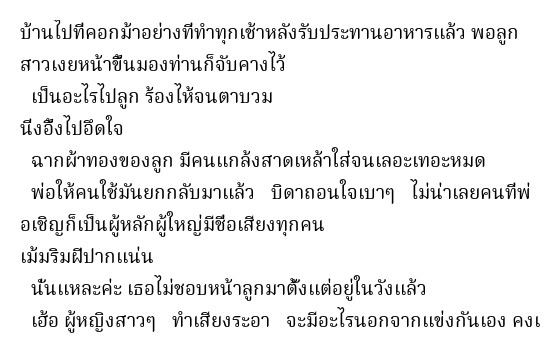 บ้านไปที่คอกม้าอย่างที่ทำทุกเช้าหลังรับประทานอาหารแล้ว พอลูก
สาวเงยหน้าขึ้นมองท่านก็จับคางไว้
เป็นอะไรไปลูก ร้องไห้จนตาบวม
นี่งอึ้งไปอึดใจ
ฉากผ้าทองของลูก มีคนแกล้งสาดเหล้าใส่จนเลอะเทอะหมด
พ่อให้คนใช้มันยกกลับมาแล้ว บิดาถอนใจเบาๆ ไม่น่าเลยคนที่พ่
อเชิญก็เป็นผู้หลักผู้ใหญ่มีชื่อเสียงทุกคน
เม้มริมฝีปากแน่น
นั่นแหละค่ะ เธอไม่ชอบหน้าลูกมาตั้งแต่อยู่ในวังแล้ว
เฮ้อ ผู้หญิงสาวๆ ทำเสียงระอา จะมีอะไรนอกจากแข่งกันเอง คงเ